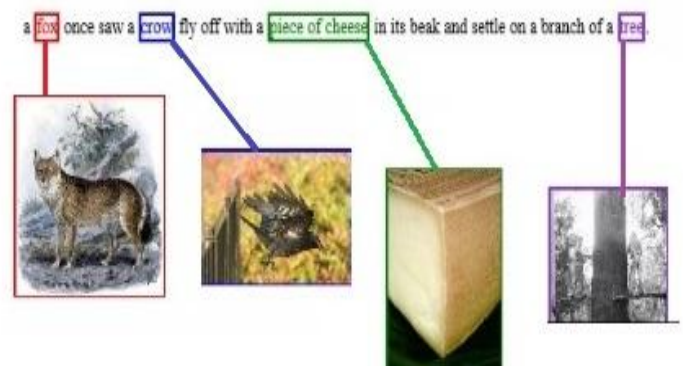 a fox once saw a crow fly off with a piece of cheese in its beak and settle on a branch of a tree.